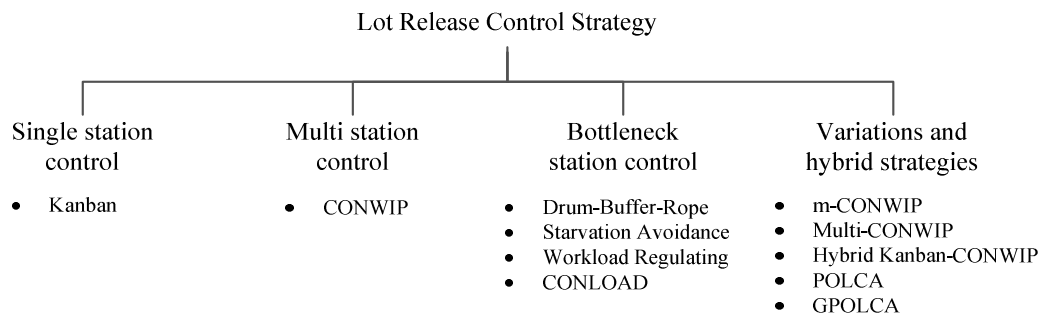 Lot Release Control Strategy
Single station
control
• Kanban
Multi station
control
• CONWIP
Bottleneck
station control
• Drum-Buffer-Rope
• Starvation Avoidance
• Workload Regulating
• CONLOAD
Variations and
hybrid strategies
• m-CONWIP
• Multi-CONWIP
• Hybrid Kanban-CONWIP
• POLCA
• GPOLCA